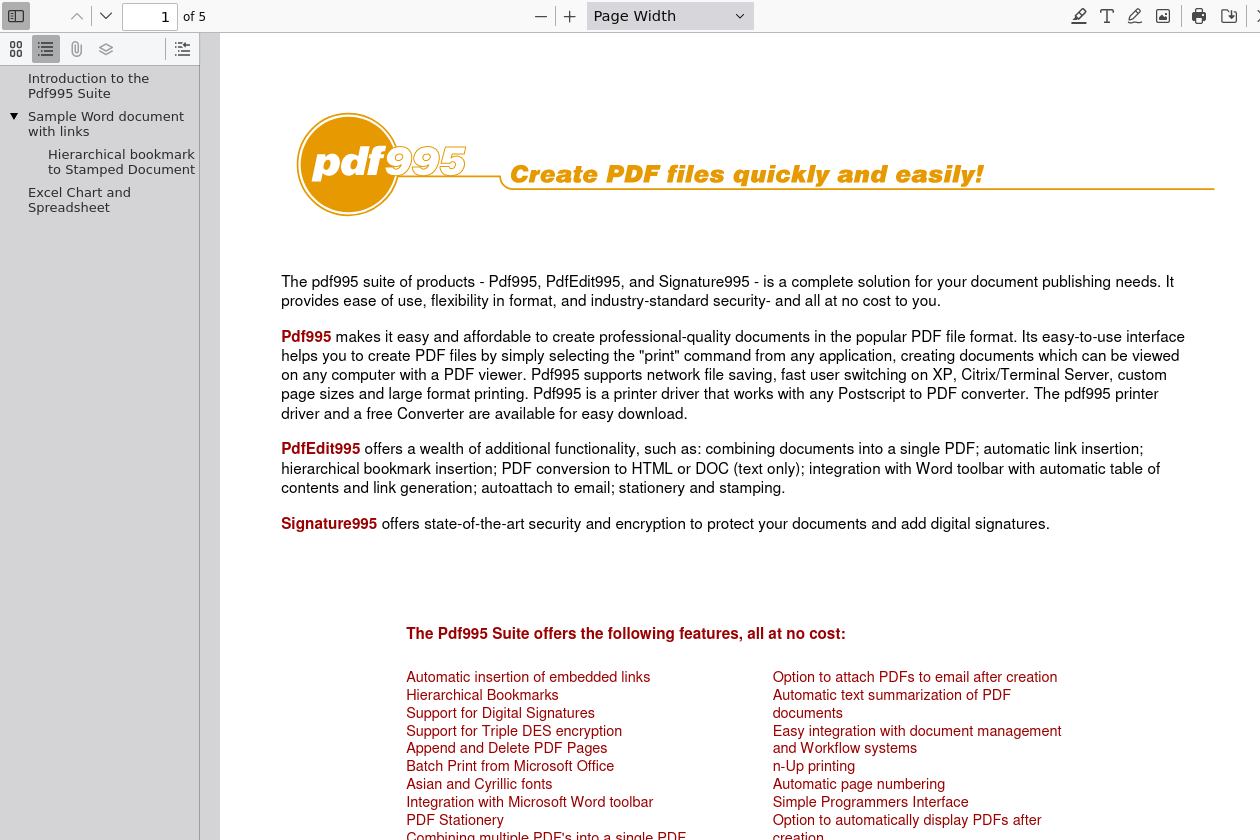 1 of 5
Page Width
Introduction to the
Pdf995 Suite
Sample Word document
with links
Hierarchical bookmark
to Stamped Document
Excel Chart and
Spreadsheet
pdf995
Create PDF files quickly and easily!
The pdf995 suite of products - Pdf995, PdfEdit995, and Signature995 - is a complete solution for your document publishing needs. It
provides ease of use, flexibility in format, and industry-standard security- and all at no cost to you.
Pdf995 makes it easy and affordable to create professional-quality documents in the popular PDF file format. Its easy-to-use interface
helps you to create PDF files by simply selecting the "print" command from any application, creating documents which can be viewed
on any computer with a PDF viewer. Pdf995 supports network file saving, fast user switching on XP, Citrix/Terminal Server, custom
page sizes and large format printing. Pdf995 is a printer driver that works with any Postscript to PDF converter. The pdf995 printer
driver and a free Converter are available for easy download.
PdfEdit995 offers a wealth of additional functionality, such as: combining documents into a single PDF; automatic link insertion;
hierarchical bookmark insertion; PDF conversion to HTML or DOC (text only); integration with Word toolbar with automatic table of
contents and link generation; autoattach to email; stationery and stamping.
Signature995 offers state-of-the-art security and encryption to protect your documents and add digital signatures.
The Pdf995 Suite offers the following features, all at no cost:
Automatic insertion of embedded links
Hierarchical Bookmarks
Support for Digital Signatures
Support for Triple DES encryption
Append and Delete PDF Pages
Batch Print from Microsoft Office
Asian and Cyrillic fonts
Integration with Microsoft Word toolbar
PDF Stationery
Combining multiple PDF's into a single PDF
Option to attach PDFs to email after creation
Automatic text summarization of PDF
documents
Easy integration with document management
and Workflow systems
n-Up printing
Automatic page numbering
Simple Programmers Interface
Option to automatically display PDFs after
creation